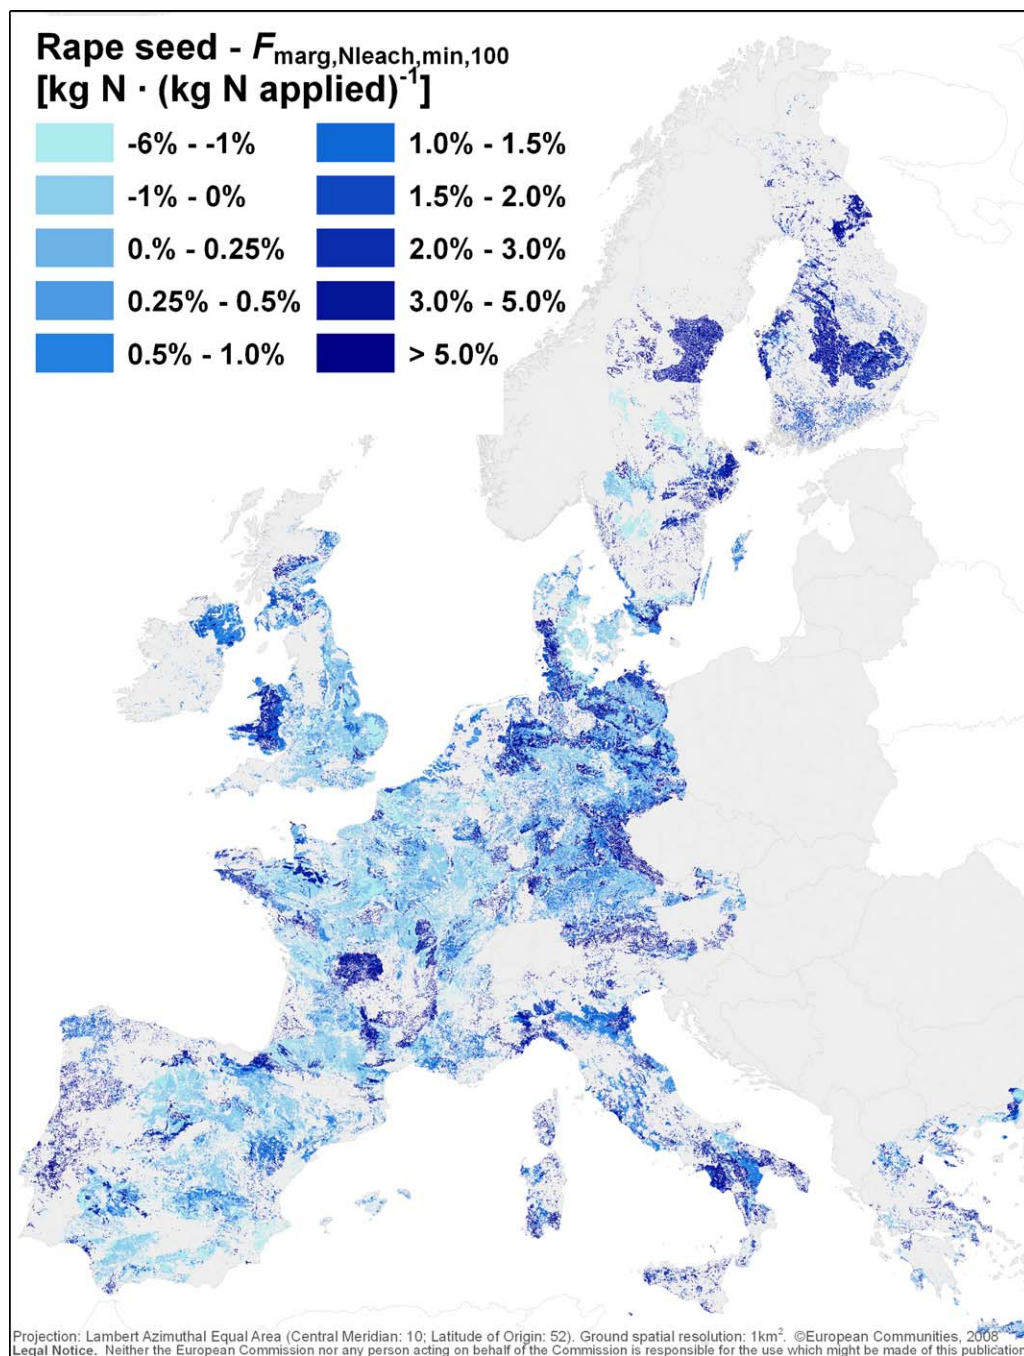 Rape seed - Fmarg,Nleach,min,100
[kg N · (kg N applied)-1]
-6% - -1%
-1% - 0%
0.% - 0.25%
0.25% - 0.5%
0.5% - 1.0%
1.0% - 1.5%
1.5% - 2.0%
2.0% - 3.0%
3.0% - 5.0%
> 5.0%
Projection: Lambert Azimuthal Equal Area (Central Meridian: 10; Latitude of Origin: 52). Ground spatial resolution: 1km2. ©European Communities, 2008
Legal Notice. Neither the European Commission nor any person acting on behalf of the Commission is responsible for the use which might be made of this publication